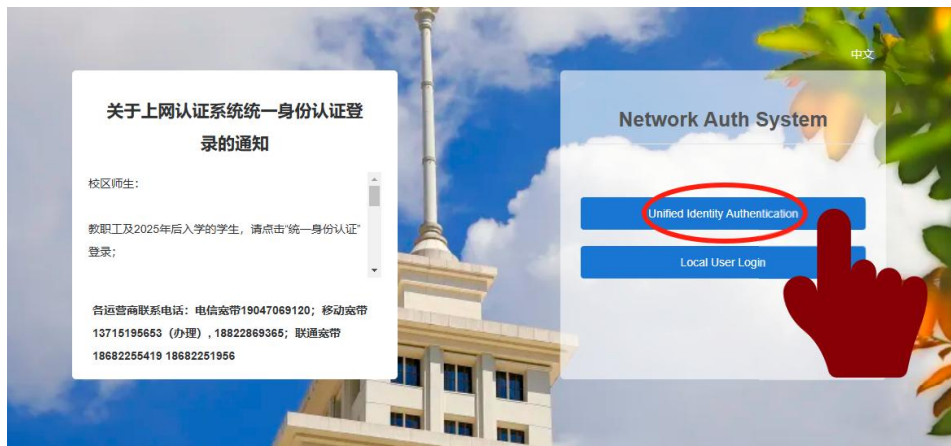 中文
关于上网认证系统统一身份认证登
录的通知
校区师生：
教职工及2025年后入学的学生，请点击“统一身份认证”
登录；
各运营商联系电话：电信宽带19047069120；移动宽带
13715195653（办理）, 18822869365；联通宽带
18682255419 18682251956
Network Auth System
Unified Identity Authentication
Local User Login